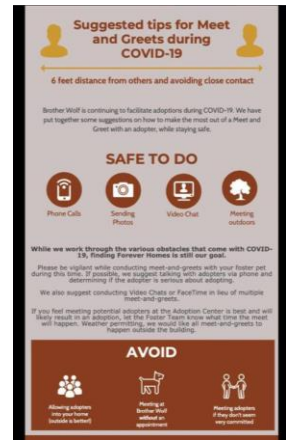 Suggested tips for Meet
and Greets during
COVID-19
6 feet distance from others and avoiding close contact
Brother Wolf is continuing to facilitate adoptions during COVID-19. We have
put together some suggestions on how to make the most out of a Meet and
Greet with an adopter, while staying safe.
SAFE TO DO
Phone Calls
Sending
Photos
Video Chat
Meeting
outdoors
While we work through the various obstacles that come with COVID-
19, finding Forever Homes is still our goal.
Please be vigilant while conducting meet-and-greets with your foster pet
during this time. If possible, we suggest talking with adopters via phone and
determining if the adopter is serious about adopting.
We also suggest conducting Video Chats or FaceTime in lieu of multiple
meet-and-greets.
If you feel meeting potential adopters at the Adoption Center is best and will
likely result in an adoption, let the Foster Team know what time the meet
will happen. Weather permitting, we would like all meet-and-greets to
happen outside the building.
AVOID
Allowing adopters
into your home
(outside is better!)
Meeting at
Brother Wolf
without an
appointment
Meeting adopters
if they don't seem
very committed